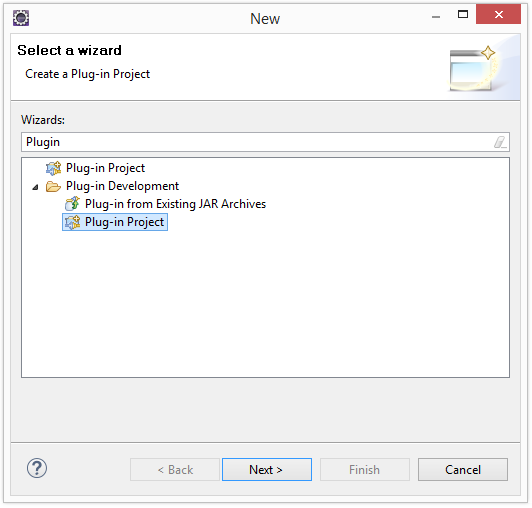 New
Select a wizard
Create a Plug-in Project
Wizards:
Plugin
Plug-in Project
Plug-in Development
Plug-in from Existing JAR Archives
Plug-in Project
? < Back Next > Finish Cancel